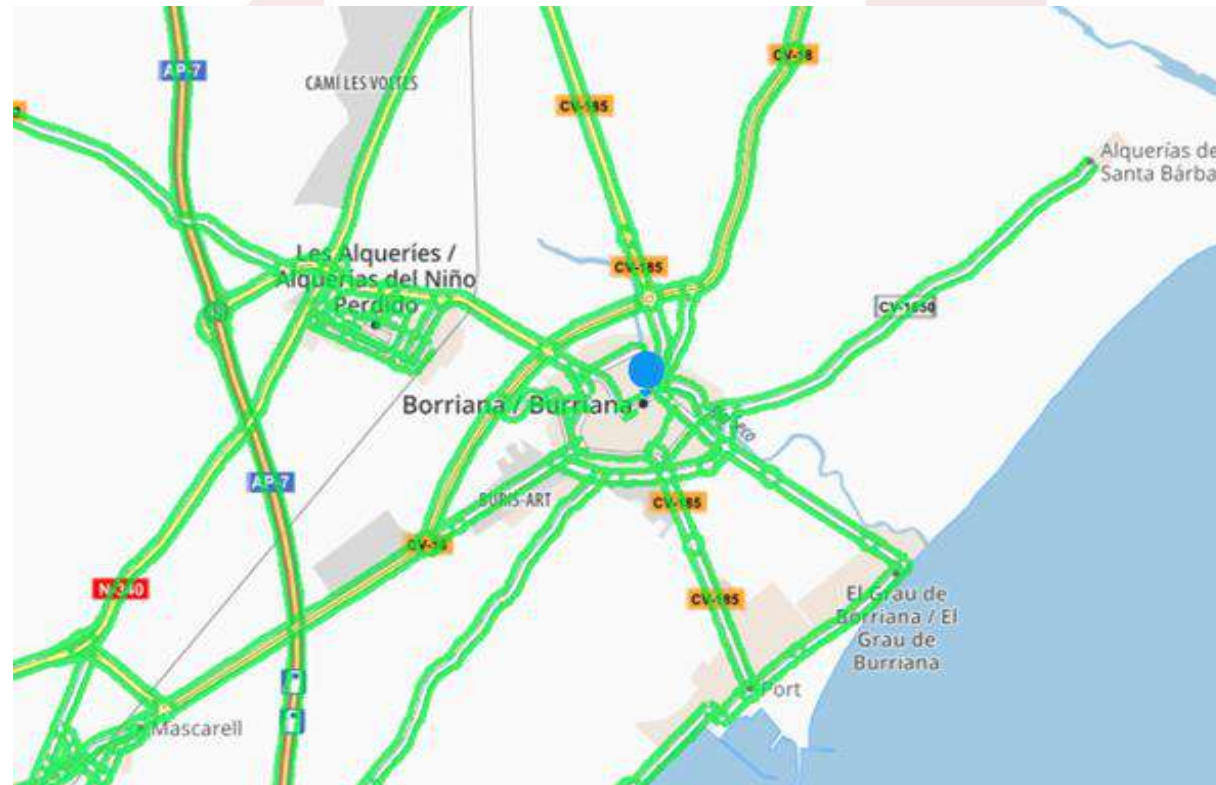 AP-7
CAMÍ LES VOLTES
CV-185
CV-18
Alquerías de
Santa Bárba
Les Alqueríes /
Alquerías del Niño
Perdido
CV-185
CV-1850
Borriana / Burriana
Seco
AP-7
BURIS-ART
CV-185
CV-18
N-340
CV-185
El Grau de
Borriana / El
Grau de
Burriana
Port
Mascarell